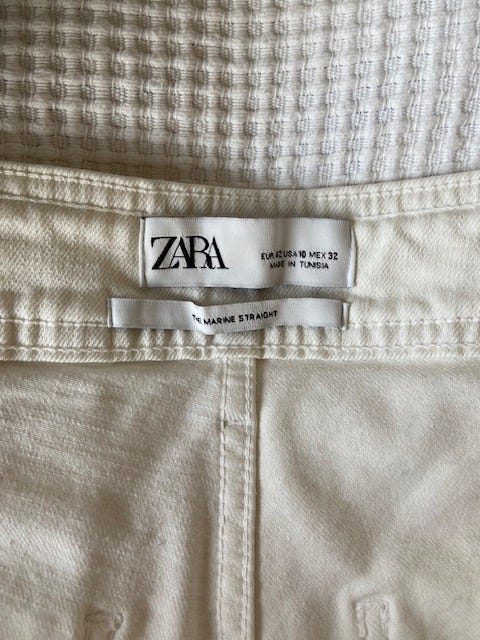 ZARA
EUR 42 USA 10 MEX 32
MADE IN TUNISIA
THE MARINE STRAIGHT